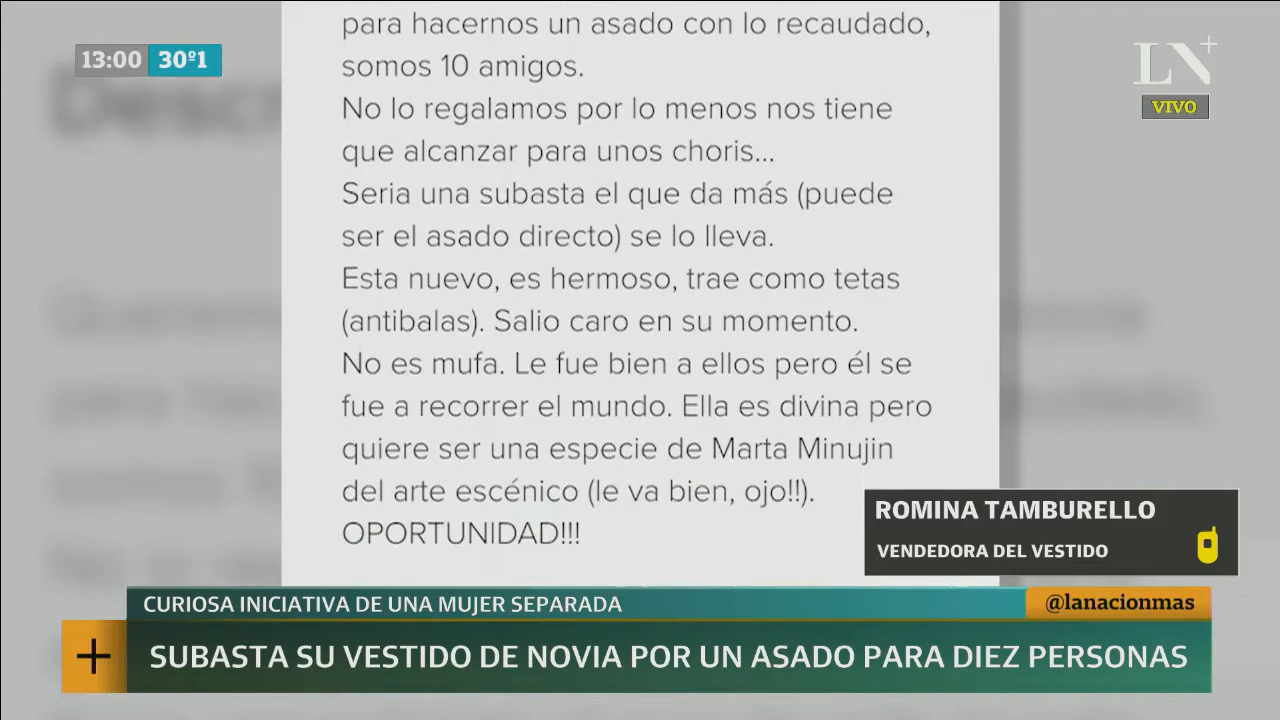 13:00 30º1
LN+
VIVO
para hacernos un asado con lo recaudado,
somos 10 amigos.
No lo regalamos por lo menos nos tiene
que alcanzar para unos choris...
Seria una subasta el que da más (puede
ser el asado directo) se lo lleva.
Esta nuevo, es hermoso, trae como tetas
(antibalas). Salio caro en su momento.
No es mufa. Le fue bien a ellos pero él se
fue a recorrer el mundo. Ella es divina pero
quiere ser una especie de Marta Minujin
del arte escénico (le va bien, ojo!!).
OPORTUNIDAD!!!
ROMINA TAMBURELLO
VENDEDORA DEL VESTIDO
CURIOSA INICIATIVA DE UNA MUJER SEPARADA
@lanacionmas
+
SUBASTA SU VESTIDO DE NOVIA POR UN ASADO PARA DIEZ PERSONAS